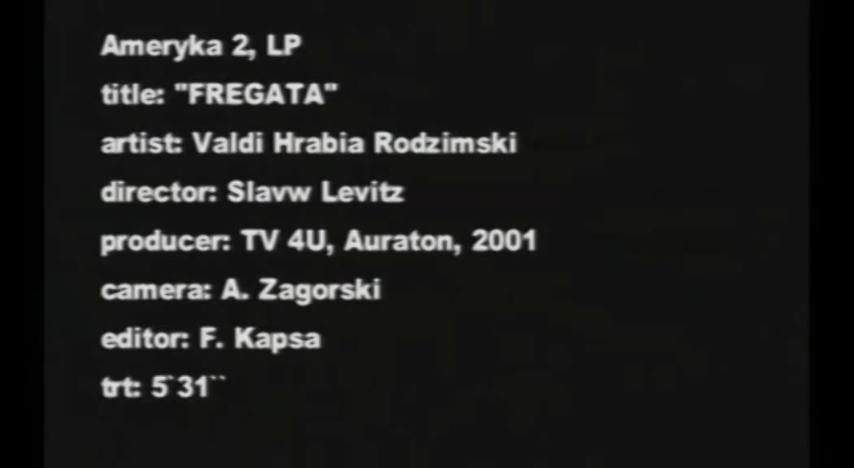 Ameryka 2, LP
title: "FREGATA"
artist: Valdi Hrabia Rodzimski
director: Slavw Levitz
producer: TV 4U, Auraton, 2001
camera: A. Zagorski
editor: F. Kapsa
trt: 5`31``